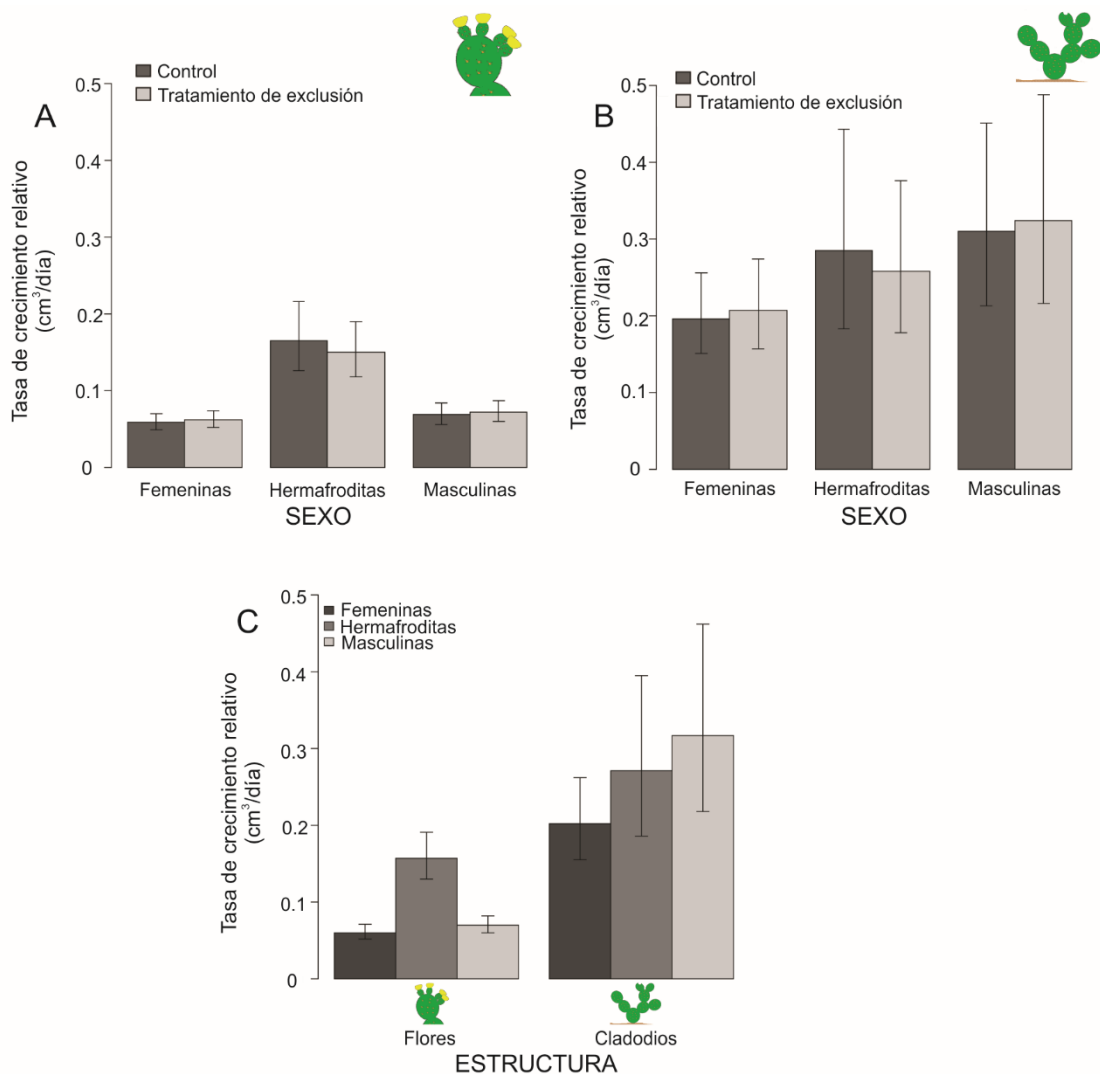 A
Control
Tratamiento de exclusión
Tasa de crecimiento relativo
(cm³/día)
0.5
0.4
0.3
0.2
0.1
0
Femeninas
Hermafroditas
Masculinas
SEXO
B
Control
Tratamiento de exclusión
Tasa de crecimiento relativo
(cm³/día)
0.5
0.4
0.3
0.2
0.1
0
Femeninas
Hermafroditas
Masculinas
SEXO
C
Femeninas
Hermafroditas
Masculinas
Tasa de crecimiento relativo
(cm³/día)
0.5
0.4
0.3
0.2
0.1
0
Flores
Cladodios
ESTRUCTURA